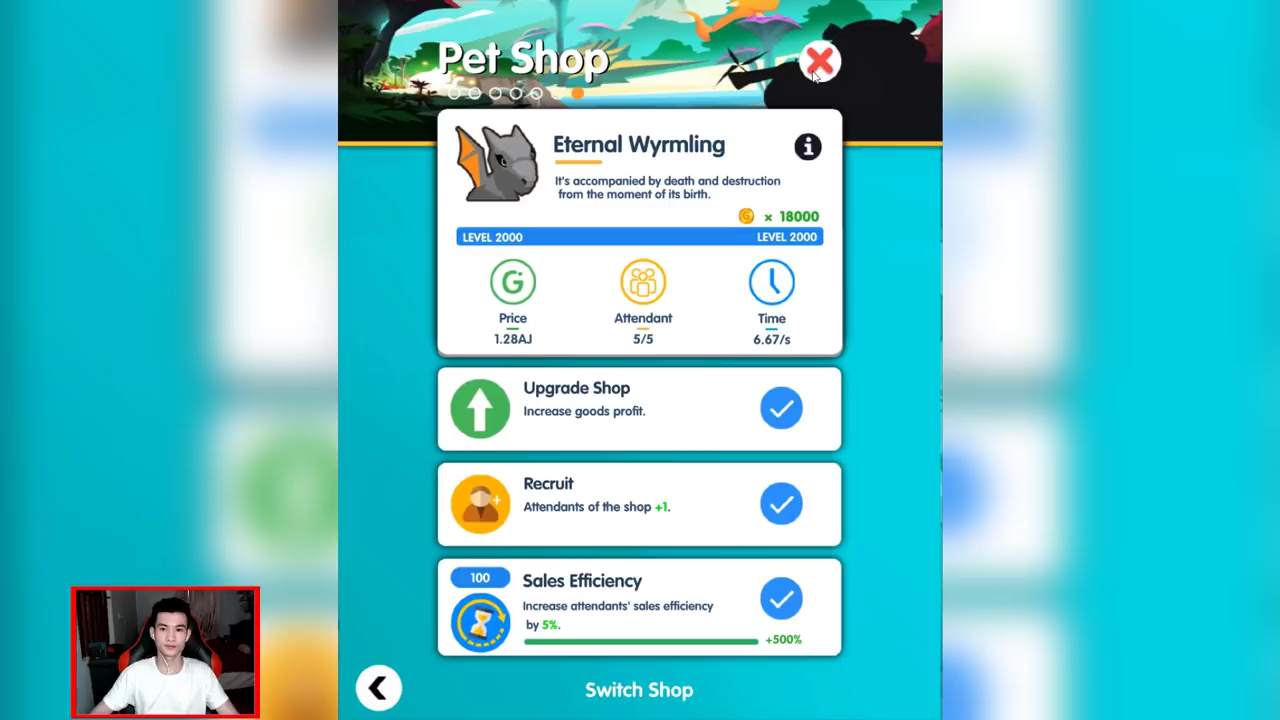 Pet Shop
Eternal Wyrmling
It's accompanied by death and destruction
from the moment of its birth.
G × 18000
LEVEL 2000 LEVEL 2000
G
Price Attendant Time
1.28AJ 5/5 6.67/s
Upgrade Shop
Increase goods profit.
Recruit
Attendants of the shop +1.
100
Sales Efficiency
Increase attendants' sales efficiency
by 5%.
+500%
Switch Shop